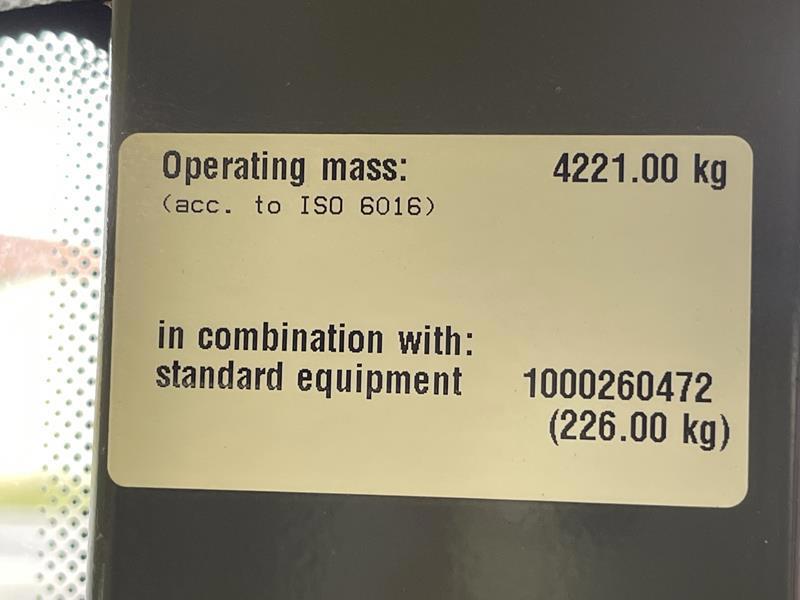 Operating mass: 4221.00 kg
(acc. to ISO 6016)
in combination with:
standard equipment 1000260472
(226.00 kg)